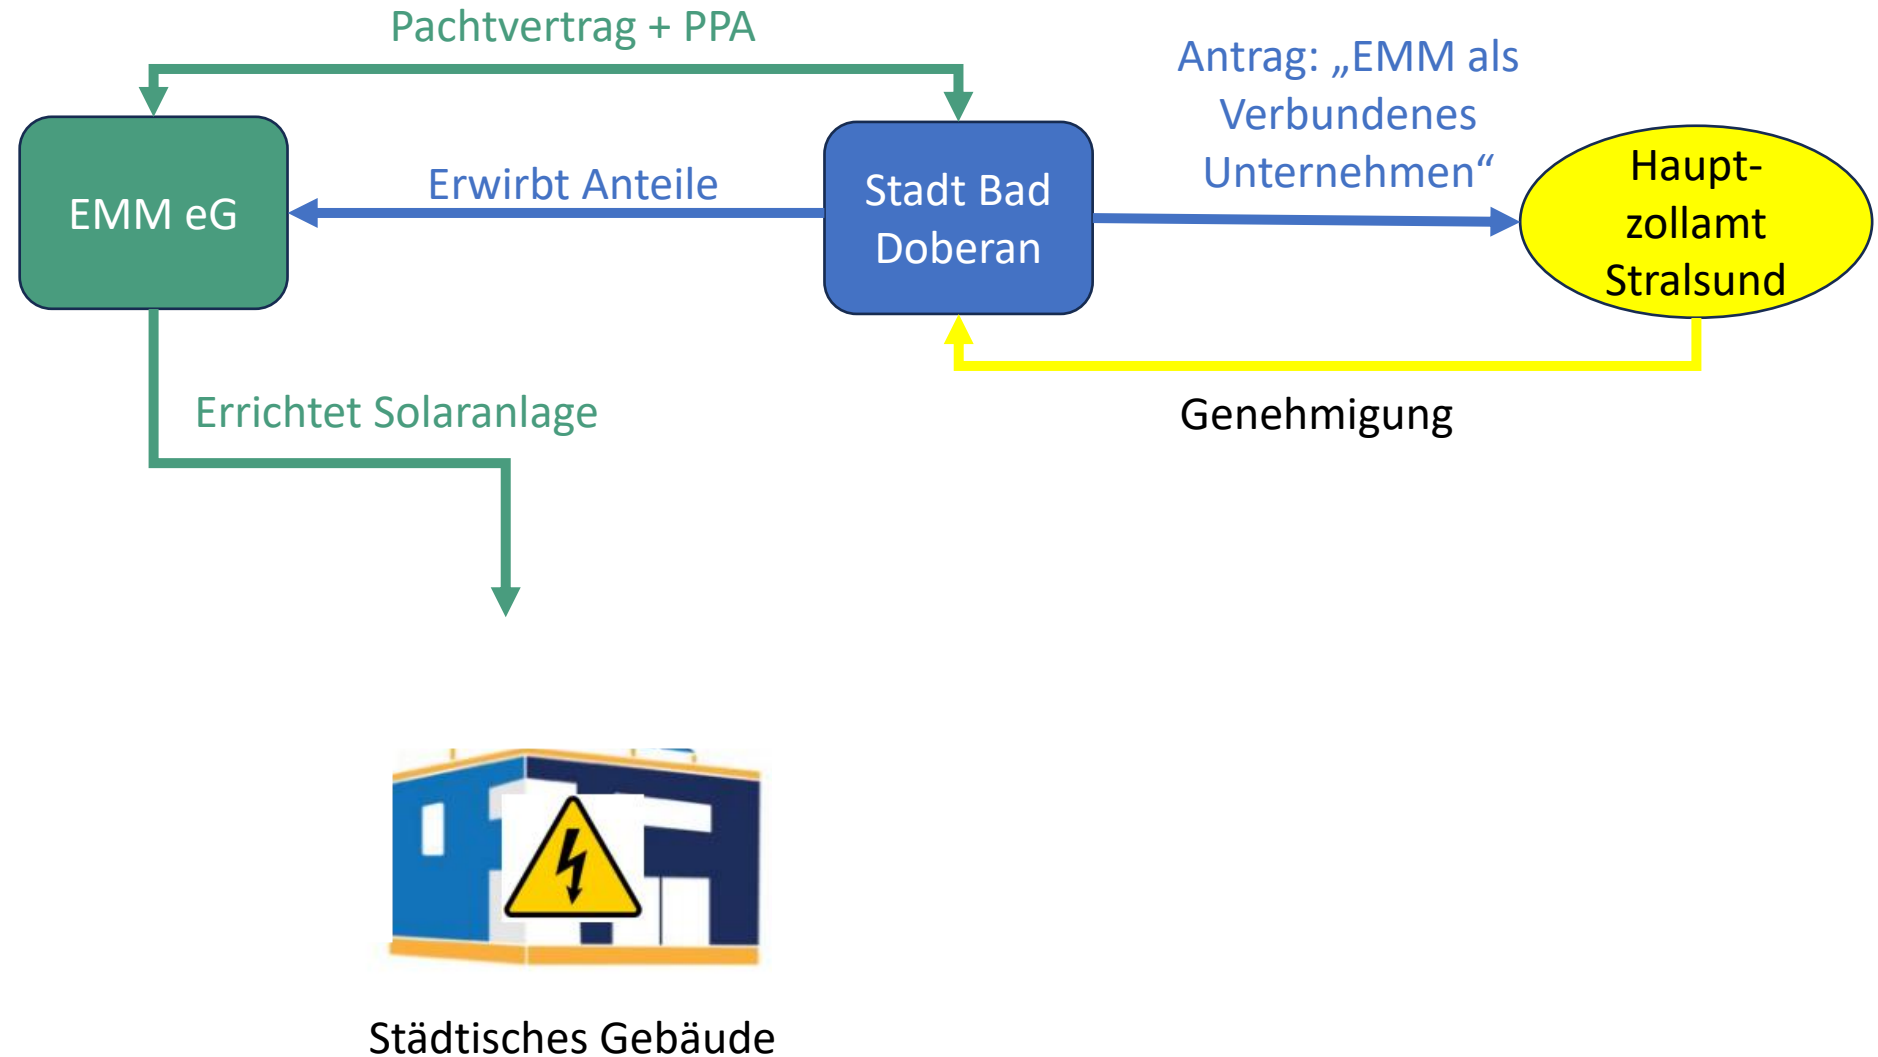 Pachtvertrag + PPA
Antrag: „EMM als
Verbundenes
Unternehmen“
EMM eG
Erwirbt Anteile
Stadt Bad
Doberan
Haupt-
zollamt
Stralsund
Errichtet Solaranlage
Genehmigung
Städtisches Gebäude